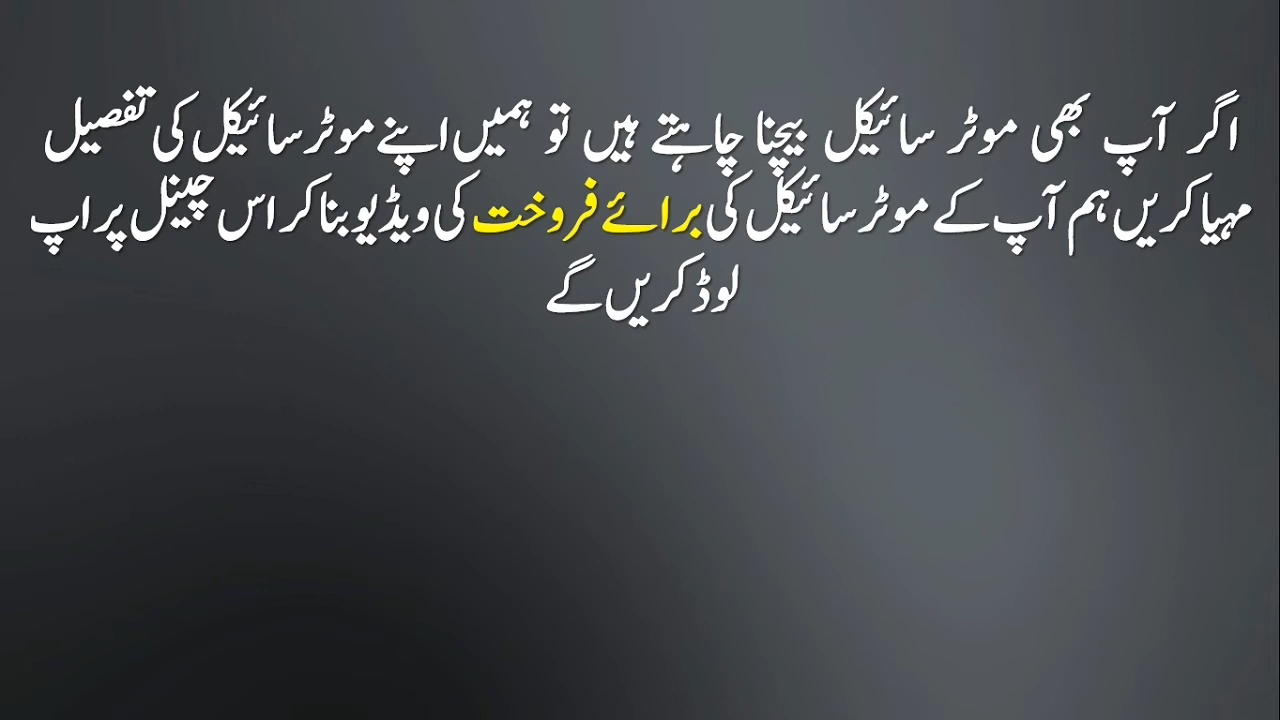 اگر آپ بھی موٹر سائیکل بیچنا چاہتے ہیں تو ہمیں اپنے موٹر سائیکل کی تفصیل
مہیا کریں ہم آپ کے موٹر سائیکل کی برائے فروخت کی ویڈیو بنا کر اس چینل پر اپ
لوڈ کریں گے